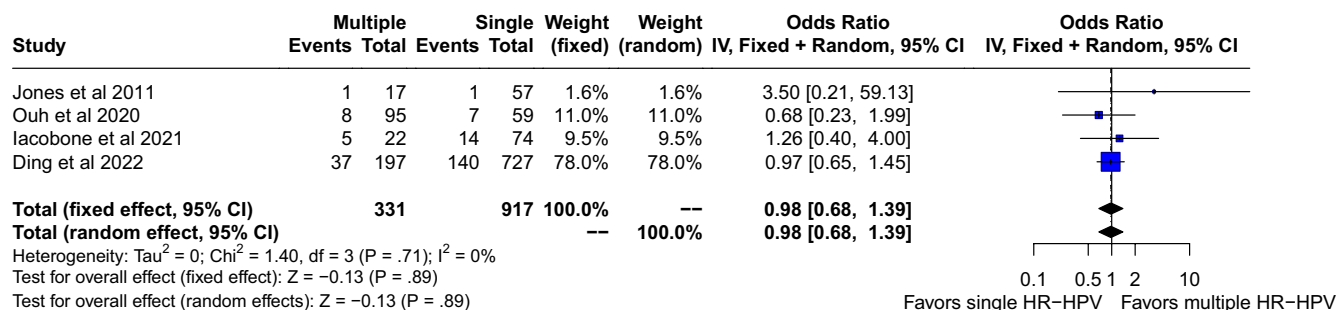 Multiple Single Weight Weight Odds Ratio Odds Ratio
Study Events Total Events Total (fixed) (random) IV, Fixed + Random, 95% CI IV, Fixed + Random, 95% CI
Jones et al 2011 1 17 1 57 1.6% 1.6% 3.50 [0.21, 59.13]
Ouh et al 2020 8 95 7 59 11.0% 11.0% 0.68 [0.23, 1.99]
Iacobone et al 2021 5 22 14 74 9.5% 9.5% 1.26 [0.40, 4.00]
Ding et al 2022 37 197 140 727 78.0% 78.0% 0.97 [0.65, 1.45]
Total (fixed effect, 95% CI) 331 917 100.0% −− 0.98 [0.68, 1.39]
Total (random effect, 95% CI) −− 100.0% 0.98 [0.68, 1.39]
Heterogeneity: Tau² = 0; Chi² = 1.40, df = 3 (P = .71); I² = 0%
Test for overall effect (fixed effect): Z = −0.13 (P = .89)
Test for overall effect (random effects): Z = −0.13 (P = .89)
0.1 0.5 1 2 10
Favors single HR−HPV Favors multiple HR−HPV